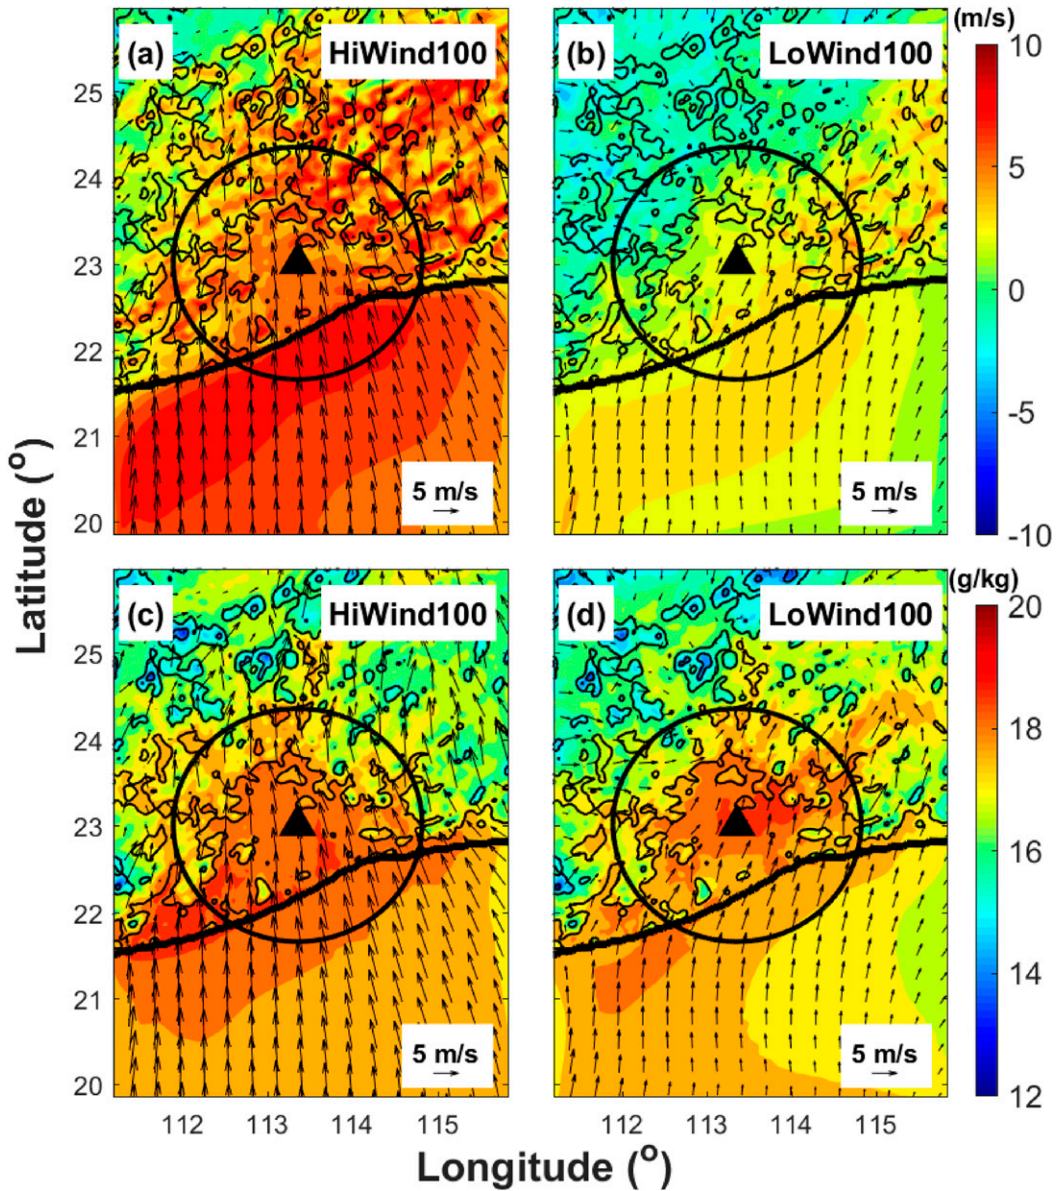 (a) HiWind100
(b) LoWind100
(m/s)
10
5
0
-5
-10
25
24
23
22
21
20
5 m/s
5 m/s
(c) HiWind100
(d) LoWind100
(g/kg)
20
18
16
14
12
25
24
23
22
21
20
5 m/s
5 m/s
112 113 114 115
112 113 114 115
Latitude (°)
Longitude (°)